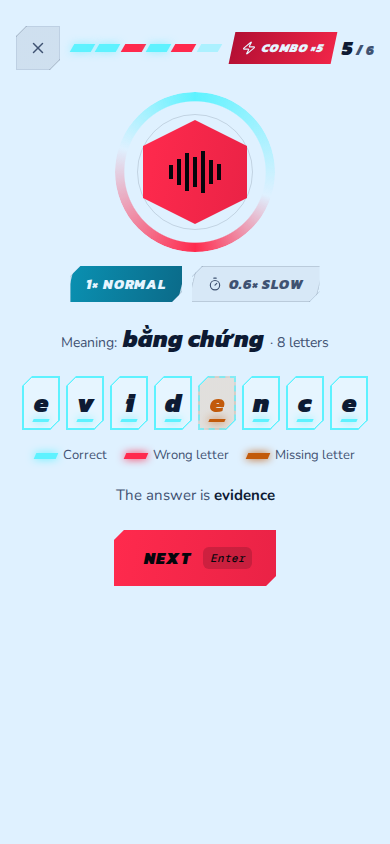 COMBO ×5 5 / 6
1× NORMAL 0.6× SLOW
Meaning: bằng chứng · 8 letters
e v i d e n c e
Correct Wrong letter Missing letter
The answer is evidence
NEXT Enter